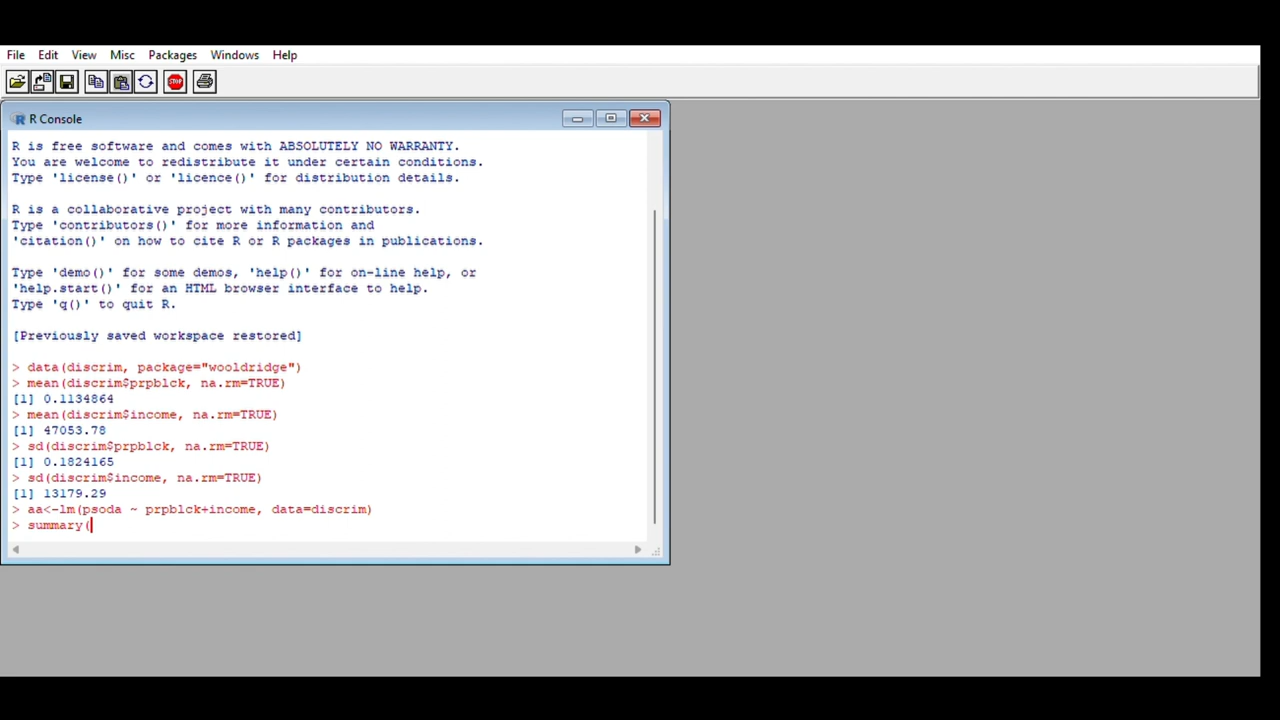 File Edit View Misc Packages Windows Help
STOP
R Console
R is free software and comes with ABSOLUTELY NO WARRANTY.
You are welcome to redistribute it under certain conditions.
Type 'license()' or 'licence()' for distribution details.
R is a collaborative project with many contributors.
Type 'contributors()' for more information and
'citation()' on how to cite R or R packages in publications.
Type 'demo()' for some demos, 'help()' for on-line help, or
'help.start()' for an HTML browser interface to help.
Type 'q()' to quit R.
[Previously saved workspace restored]
> data(discrim, package="wooldridge")
> mean(discrim$prpblck, na.rm=TRUE)
[1] 0.1134864
> mean(discrim$income, na.rm=TRUE)
[1] 47053.78
> sd(discrim$prpblck, na.rm=TRUE)
[1] 0.1824165
> sd(discrim$income, na.rm=TRUE)
[1] 13179.29
> aa<-lm(psoda ~ prpblck+income, data=discrim)
> summary(